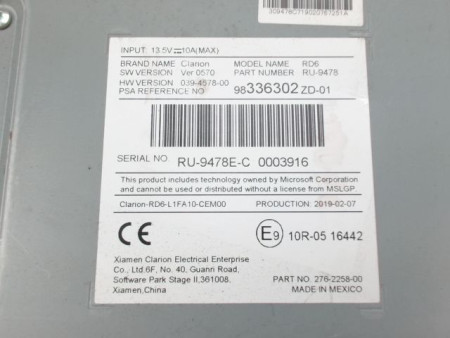 309478C719020767051A
INPUT: 13.5V⎓10A(MAX)
BRAND NAME Clarion MODEL NAME RD6
SW VERSION Ver 0570 PART NUMBER RU-9478
HW VERSION 039-4578-00
PSA REFERENCE NO 98336302 ZD-01
SERIAL NO RU-9478E-C 0003916
This product includes technology owned by Microsoft Corporation
and cannot be used or distributed without a license from MSLGP.
Clarion-RD6-L1FA10-CEM00 PRODUCTION 2019-02-07
CE E9 10R-05 16442
Xiamen Clarion Electrical Enterprise
Co., Ltd.6F, No. 40, Guanri Road,
Software Park Stage II,361008.
Xiamen,China
PART NO. 276-2258-00
MADE IN MEXICO